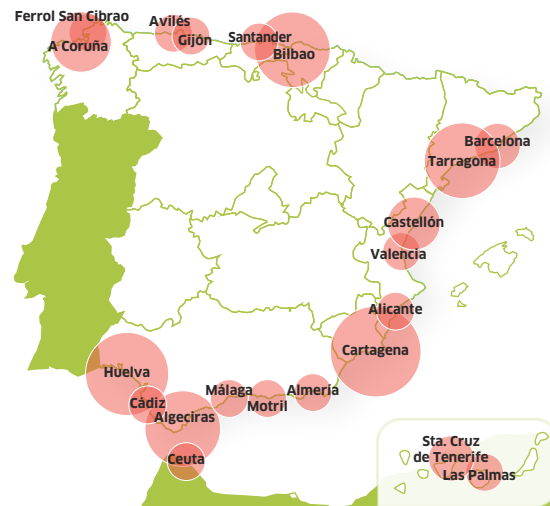 Ferrol San Cibrao
A Coruña
Avilés
Gijón
Santander
Bilbao
Barcelona
Tarragona
Castellón
Valencia
Alicante
Cartagena
Huelva
Cádiz
Algeciras
Ceuta
Málaga
Motril
Almería
Sta. Cruz
de Tenerife
Las Palmas